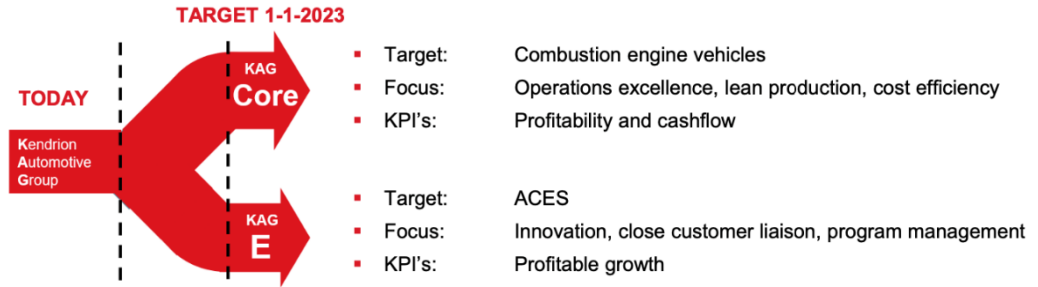 TARGET 1-1-2023
TODAY
Kendrion
Automotive
Group
KAG
Core
▪ Target: Combustion engine vehicles
▪ Focus: Operations excellence, lean production, cost efficiency
▪ KPI's: Profitability and cashflow
KAG
E
▪ Target: ACES
▪ Focus: Innovation, close customer liaison, program management
▪ KPI's: Profitable growth